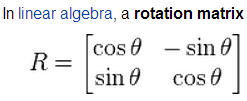 In linear algebra, a rotation matrix
R = [cos θ − sin θ
sin θ cos θ]